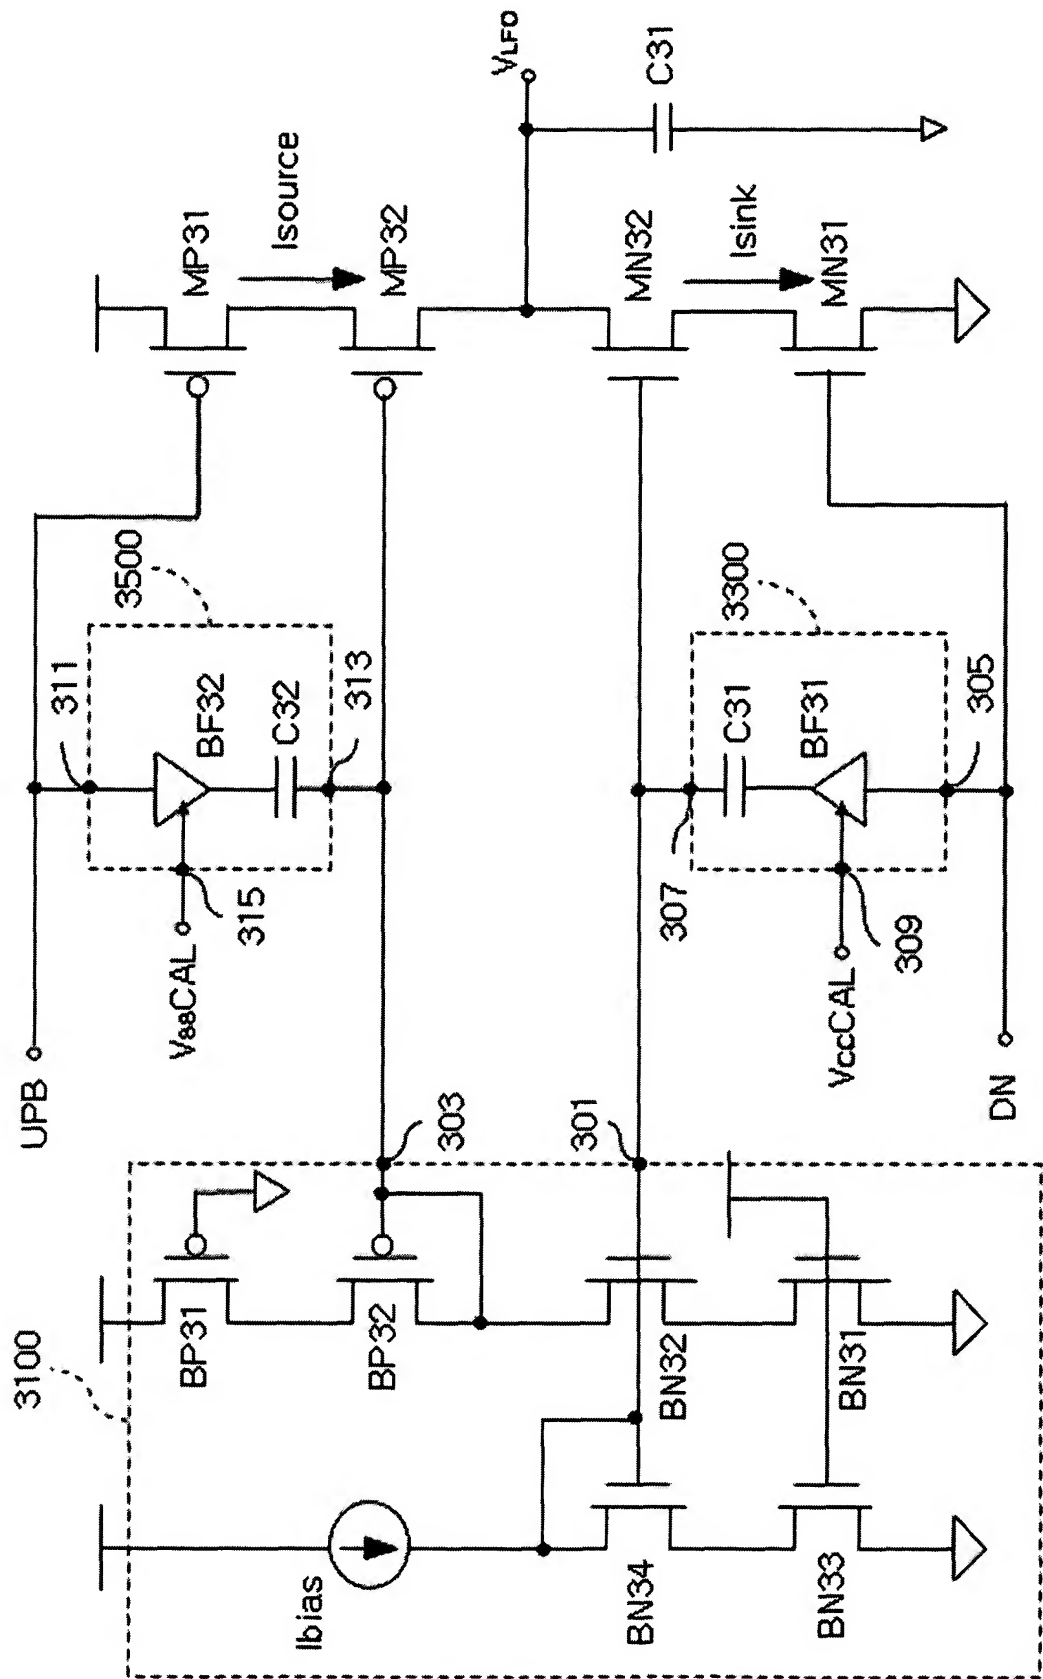 3100
Ibias
BN34
BN33
BP31
BP32
BN32
BN31
303
301
UPB
VssCAL
315
311
3500
BF32
C32
313
VccCAL
309
307
3300
C31
BF31
305
DN
MP31
Isource
MP32
MN32
Isink
MN31
VLFO
C31